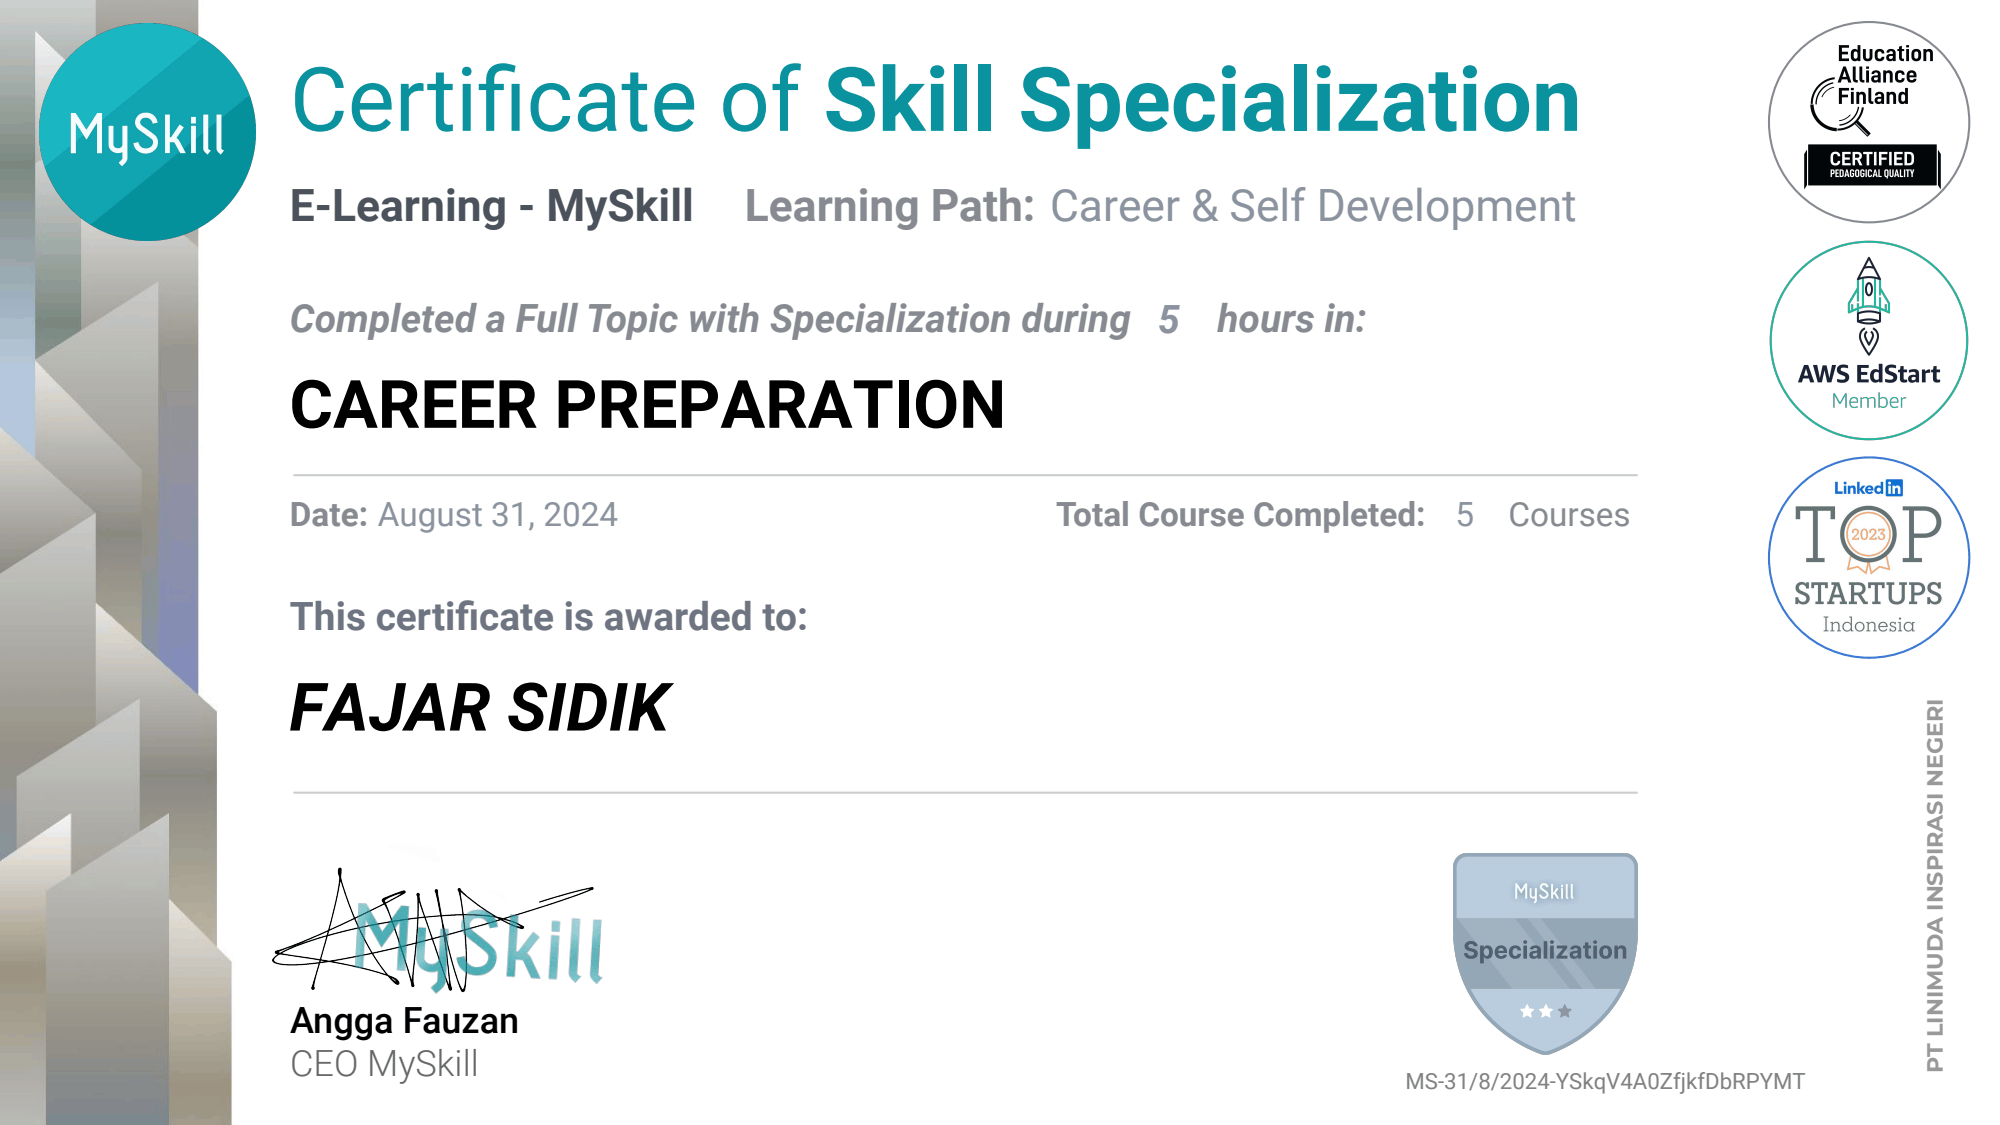 MySkill
Certificate of Skill Specialization
E-Learning - MySkill Learning Path: Career & Self Development
Completed a Full Topic with Specialization during 5 hours in:
CAREER PREPARATION
Date: August 31, 2024 Total Course Completed: 5 Courses
This certificate is awarded to:
FAJAR SIDIK
MySkill
Angga Fauzan
CEO MySkill
MySkill
Specialization
MS-31/8/2024-YSkqV4A0ZfjkfDbRPYMT
Education
Alliance
Finland
CERTIFIED
PEDAGOGICAL QUALITY
AWS EdStart
Member
LinkedIn
TOP
2023
STARTUPS
Indonesia
PT LINIMUDA INSPIRASI NEGERI